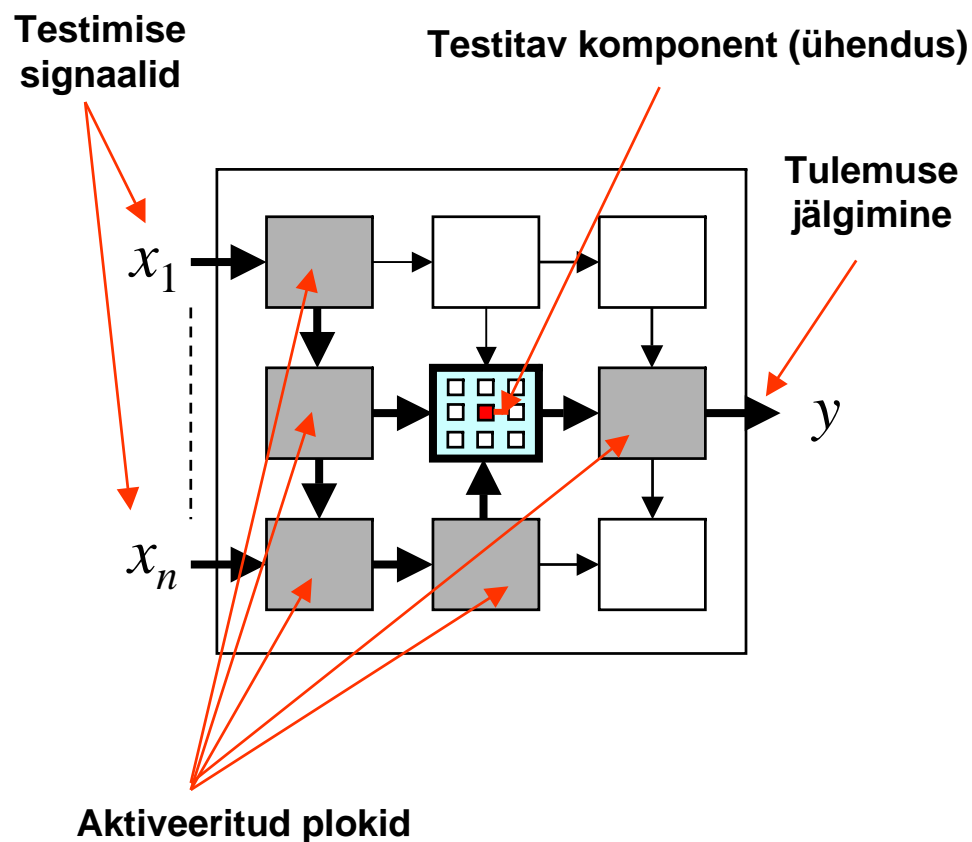 Testimise
signaalid
Testitav komponent (ühendus)
Tulemuse
jälgimine
x1
y
xn
Aktiveeritud plokid